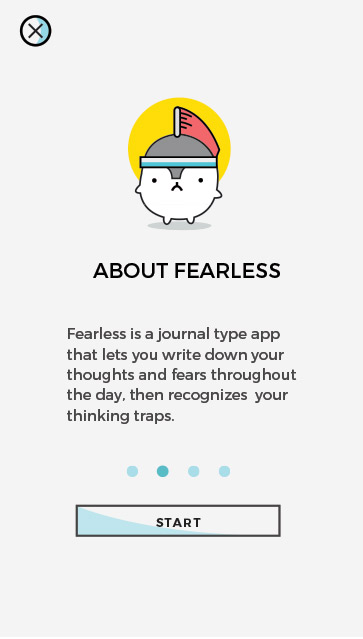 ABOUT FEARLESS
Fearless is a journal type app
that lets you write down your
thoughts and fears throughout
the day, then recognizes your
thinking traps.
START